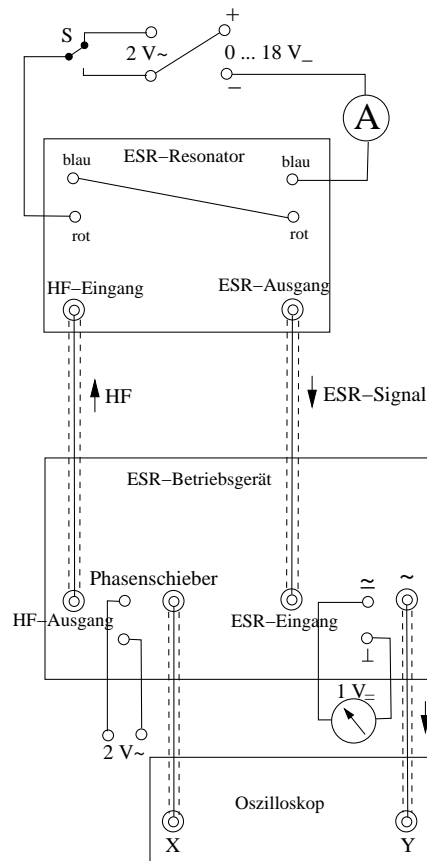 +
S
2 V~
0 ... 18 V_
−
A
ESR−Resonator
blau
blau
rot
rot
HF−Eingang
ESR−Ausgang
HF
ESR−Signal
ESR−Betriebsgerät
Phasenschieber
≃
~
HF−Ausgang
ESR−Eingang
⊥
1 V=
2 V~
Oszilloskop
X
Y